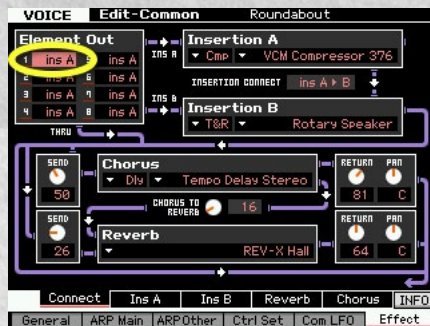 VOICE Edit-Common Roundabout
Element Out
1 ins A 5 ins A
2 ins A 6 ins A
3 ins A 7 ins A
4 ins A 8 ins A
THRU
INS A
Insertion A
Cmp VCM Compressor 376
INSERTION CONNECT ins A ▸ B
INS B
Insertion B
T&R Rotary Speaker
SEND
50
Chorus
Dly Tempo Delay Stereo
RETURN PAN
81 C
CHORUS TO REVERB 16
SEND
26
Reverb
REV-X Hall
RETURN PAN
64 C
Connect Ins A Ins B Reverb Chorus INFO
General ARP Main ARP Other Ctrl Set Com LFO Effect